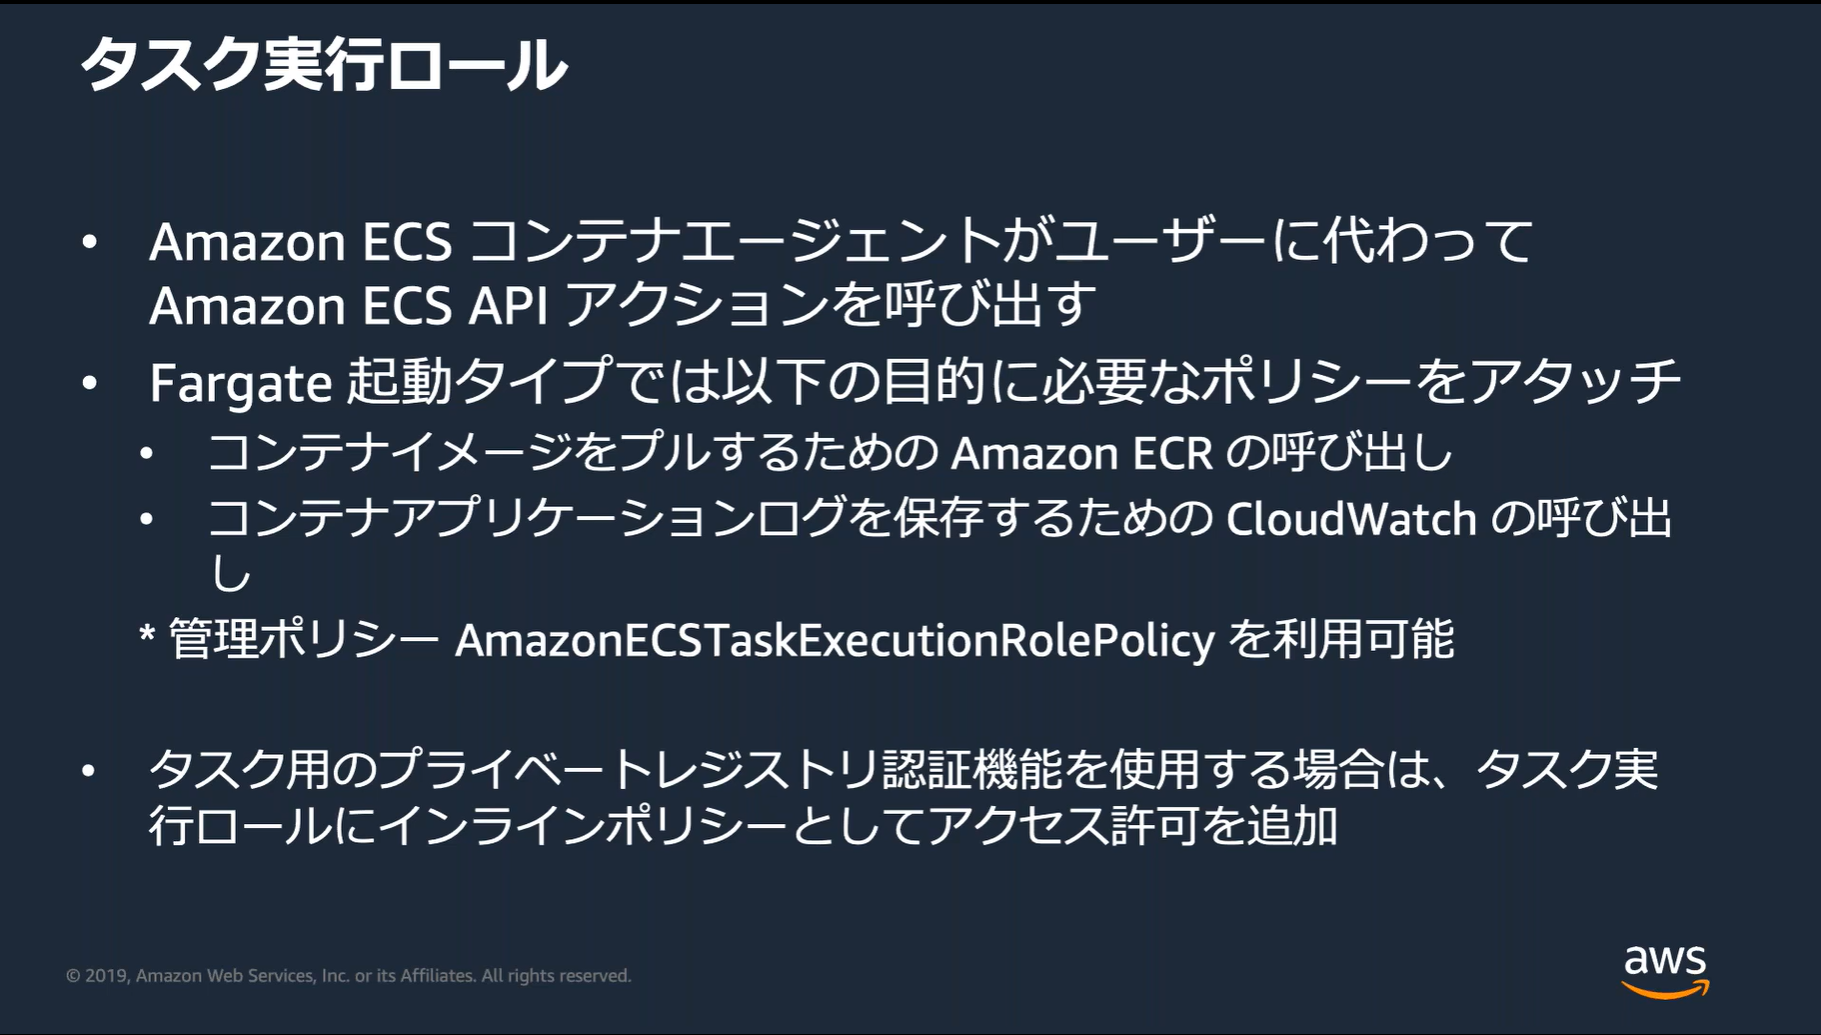 タスク実行ロール
• Amazon ECS コンテナエージェントがユーザーに代わって
Amazon ECS API アクションを呼び出す
• Fargate 起動タイプでは以下の目的に必要なポリシーをアタッチ
• コンテナイメージをプルするための Amazon ECR の呼び出し
• コンテナアプリケーションログを保存するための CloudWatch の呼び出
し
* 管理ポリシー AmazonECSTaskExecutionRolePolicy を利用可能
• タスク用のプライベートレジストリ認証機能を使用する場合は、タスク実
行ロールにインラインポリシーとしてアクセス許可を追加
© 2019, Amazon Web Services, Inc. or its Affiliates. All rights reserved.
aws